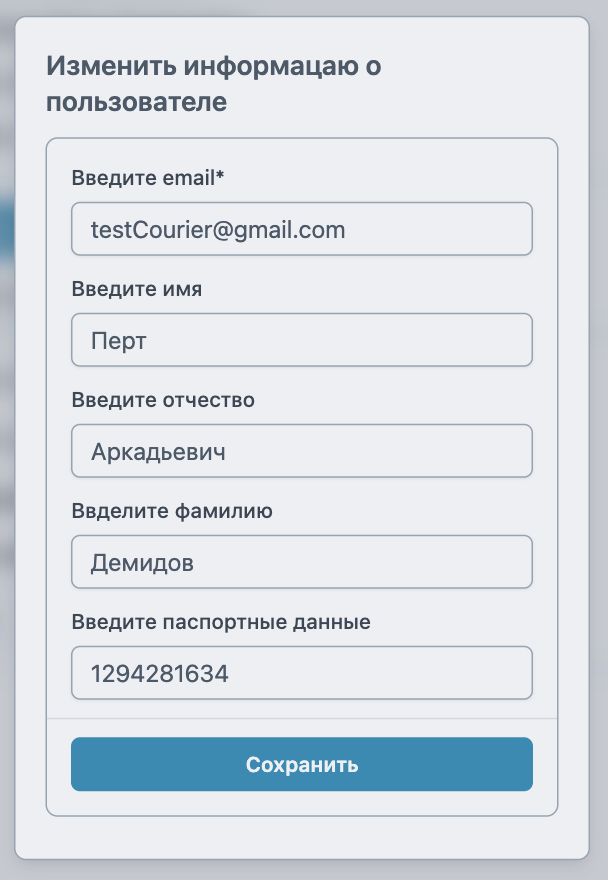 Изменить информацаю о
пользователе
Введите email*
testCourier@gmail.com
Введите имя
Перт
Введите отчество
Аркадьевич
Ввделите фамилию
Демидов
Введите паспортные данные
1294281634
Сохранить